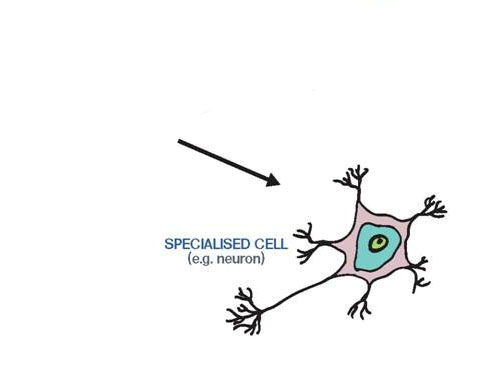 SPECIALISED CELL
(e.g. neuron)